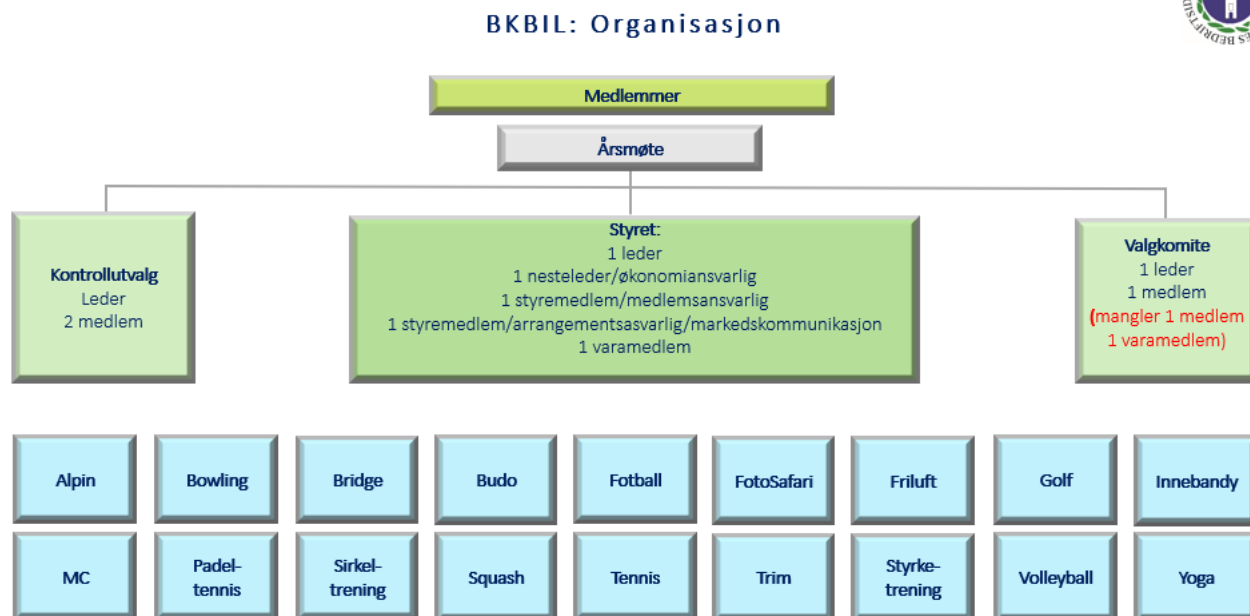 BKBIL: Organisasjon
Medlemmer
Årsmøte
Kontrollutvalg
Leder
2 medlem
Styret:
1 leder
1 nesteleder/økonomiansvarlig
1 styremedlem/medlemsansvarlig
1 styremedlem/arrangementsasvarlig/markedskommunikasjon
1 varamedlem
Valgkomite
1 leder
1 medlem
(mangler 1 medlem
1 varamedlem)
Alpin
Bowling
Bridge
Budo
Fotball
FotoSafari
Friluft
Golf
Innebandy
MC
Padel-
tennis
Sirkel-
trening
Squash
Tennis
Trim
Styrke-
trening
Volleyball
Yoga